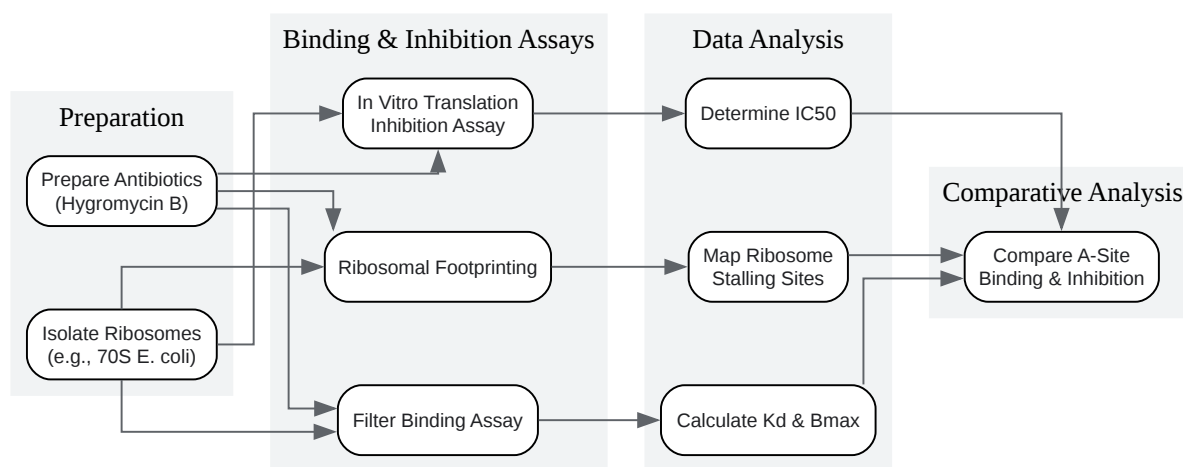 Preparation
Prepare Antibiotics
(Hygromycin B)
Isolate Ribosomes
(e.g., 70S E. coli)
Binding & Inhibition Assays
In Vitro Translation
Inhibition Assay
Ribosomal Footprinting
Filter Binding Assay
Data Analysis
Determine IC50
Map Ribosome
Stalling Sites
Calculate Kd & Bmax
Comparative Analysis
Compare A-Site
Binding & Inhibition